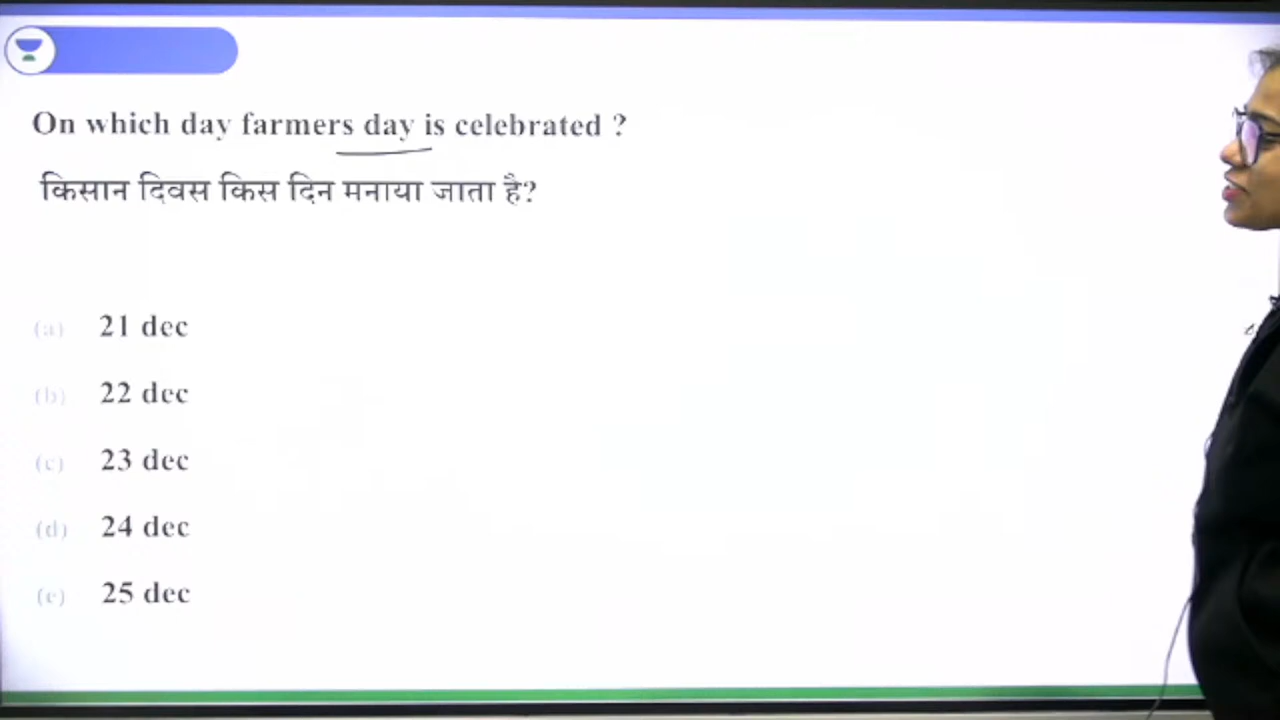 On which day farmers day is celebrated ?
किसान दिवस किस दिन मनाया जाता है?
(a) 21 dec
(b) 22 dec
(c) 23 dec
(d) 24 dec
(e) 25 dec